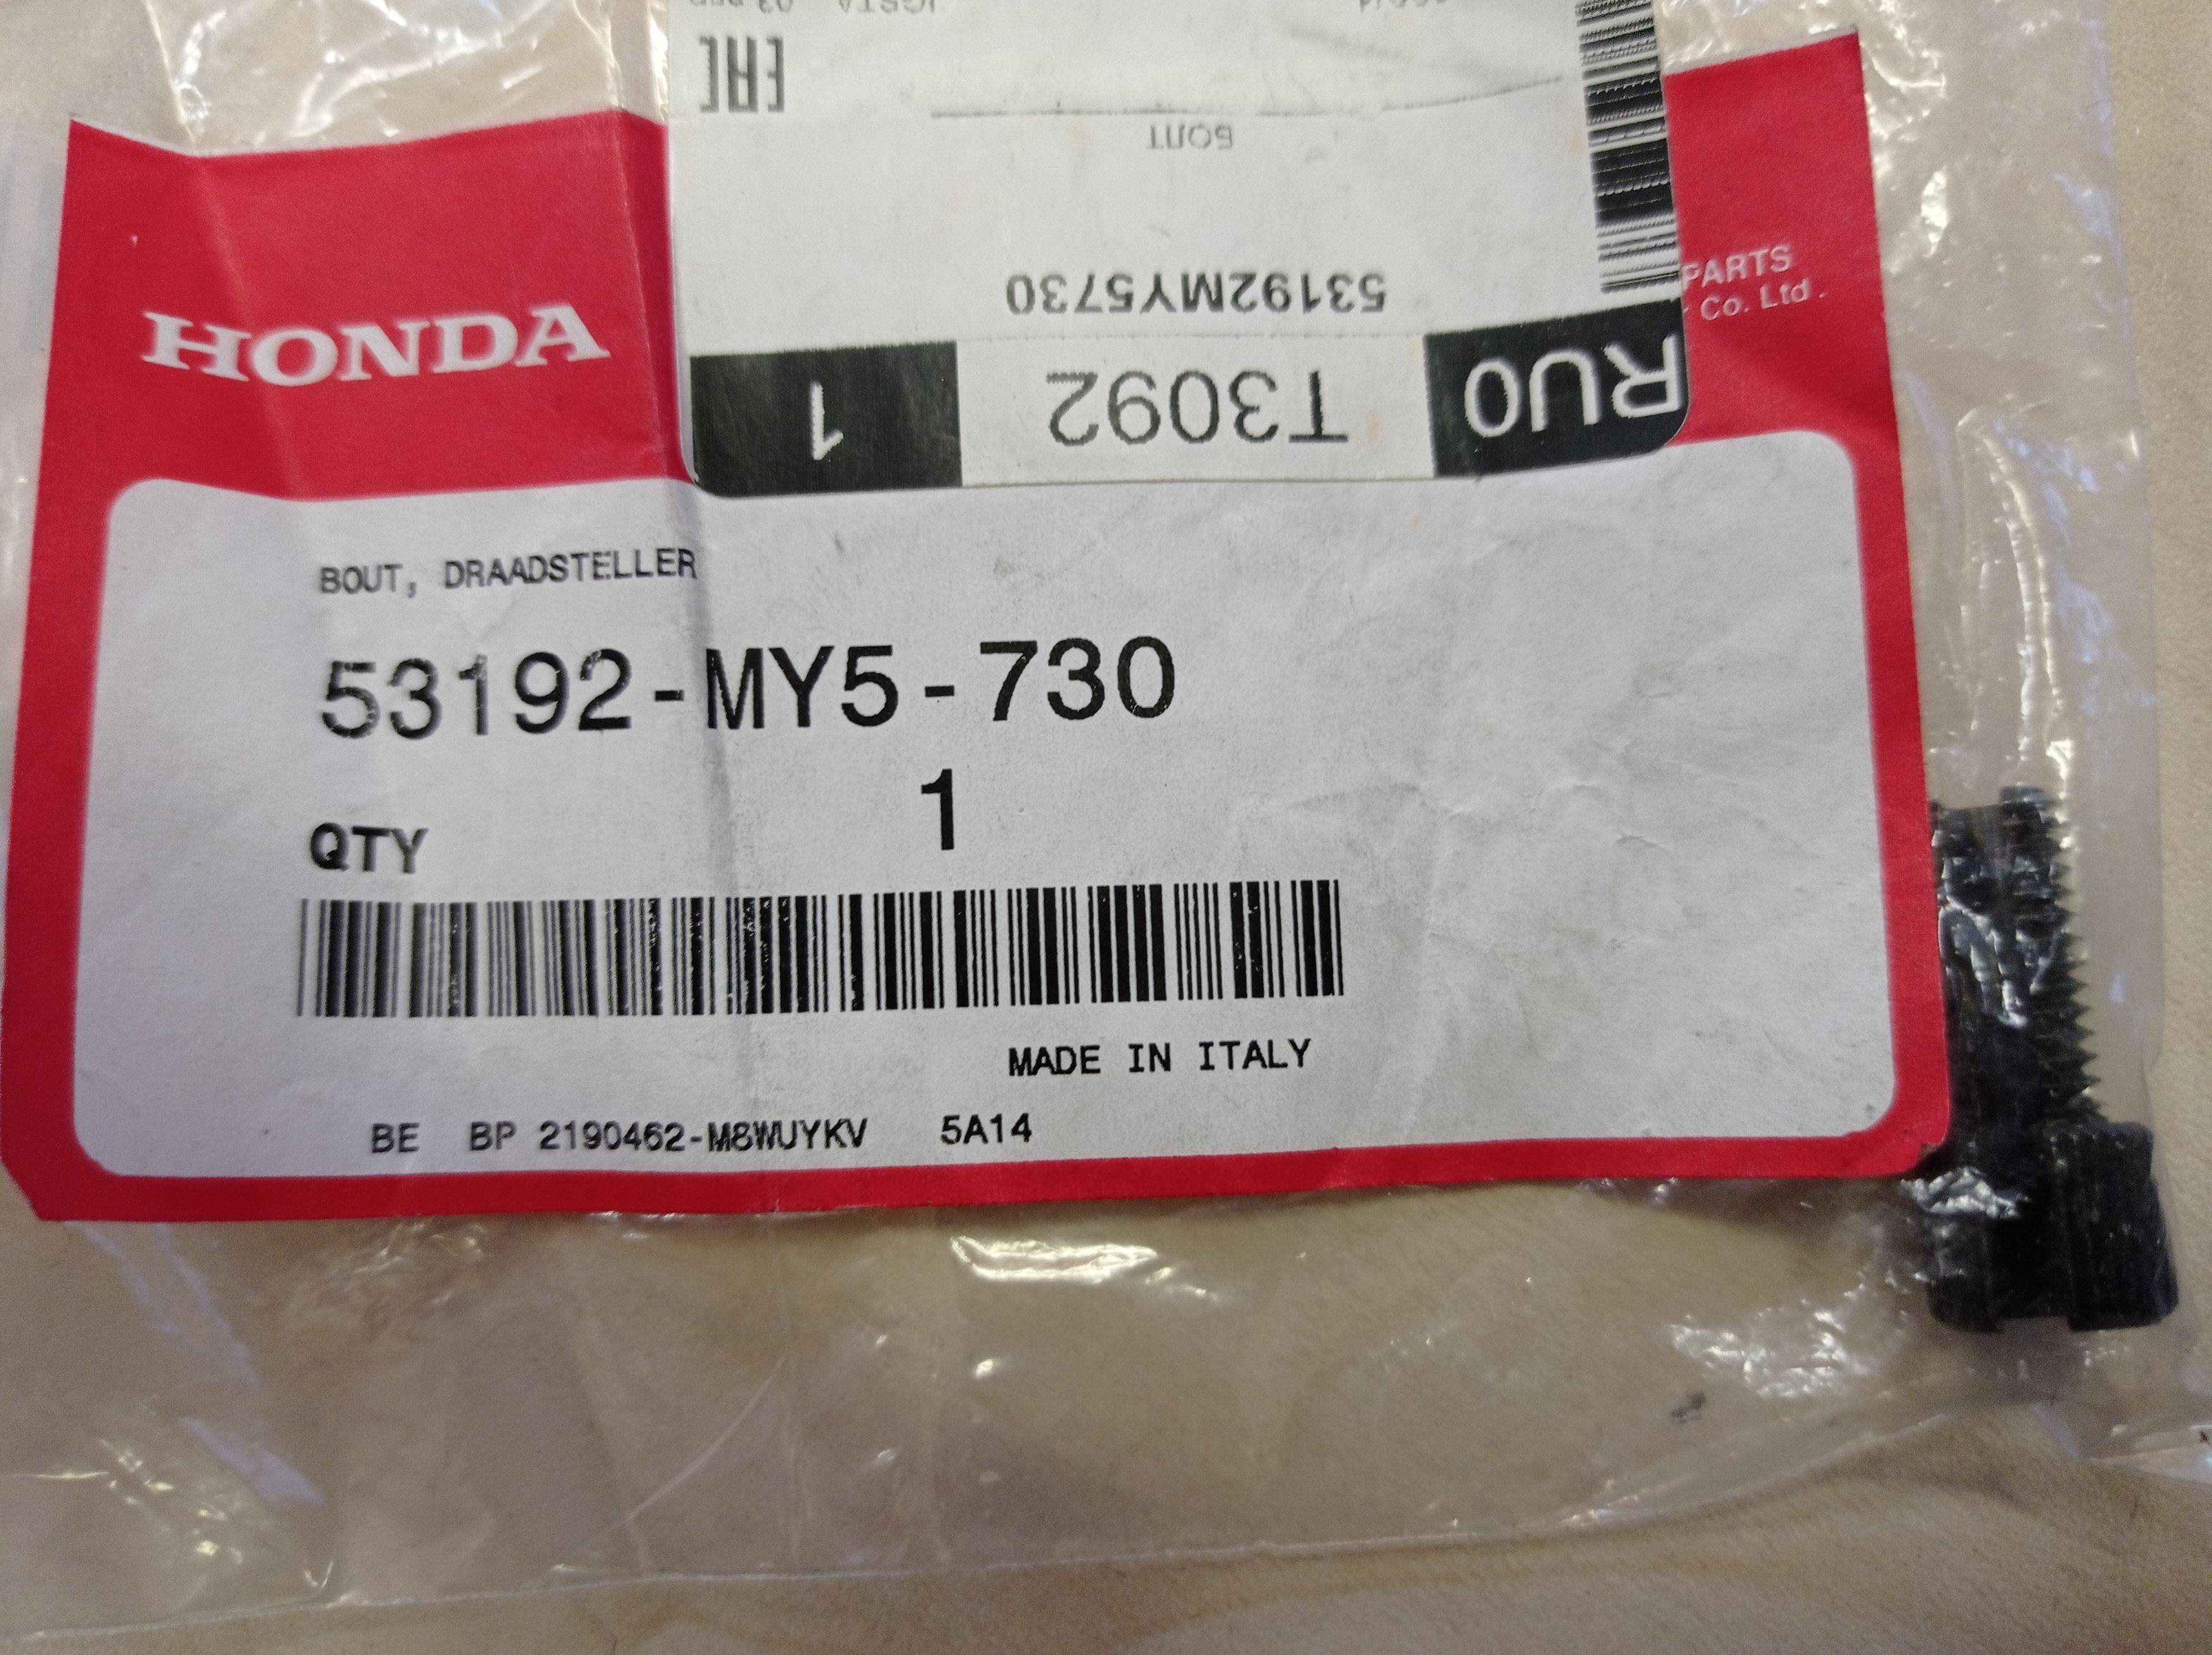 EAC
БОЛТ
53192MY5730
RU0 T3092 1
PARTS
Co. Ltd.
HONDA
BOUT, DRAADSTELLER
53192-MY5-730
QTY 1
MADE IN ITALY
BE BP 2190462-M8WUYKV 5A14